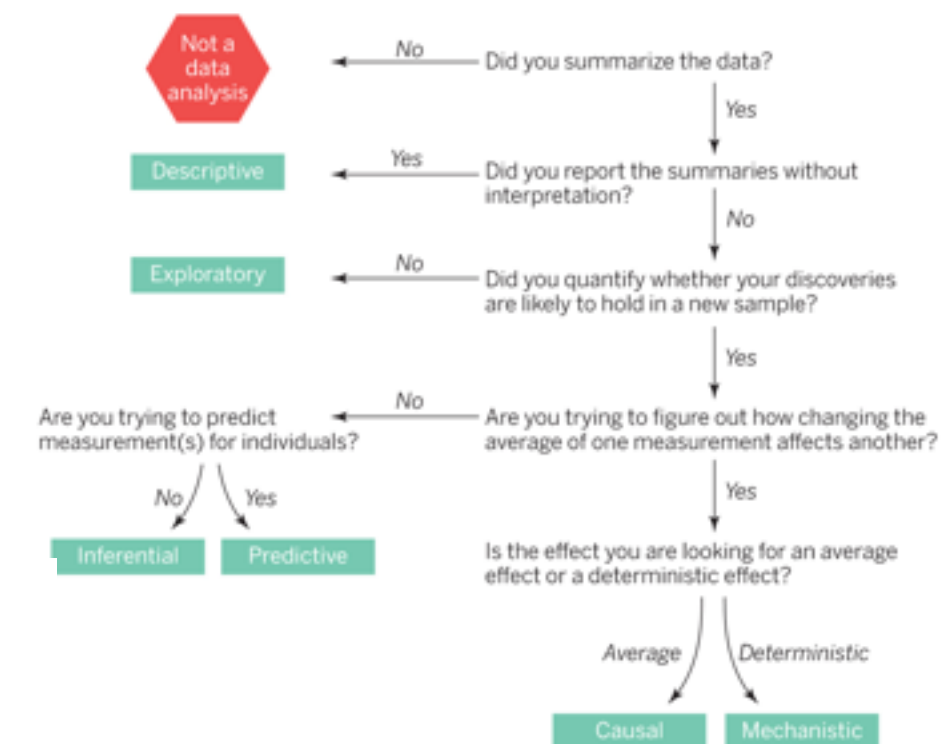 Not a
data
analysis
No
Did you summarize the data?
Yes
Descriptive
Yes
Did you report the summaries without
interpretation?
No
Exploratory
No
Did you quantify whether your discoveries
are likely to hold in a new sample?
Yes
Are you trying to predict
measurement(s) for individuals?
No
Are you trying to figure out how changing the
average of one measurement affects another?
No
Yes
Yes
Inferential
Predictive
Is the effect you are looking for an average
effect or a deterministic effect?
Average
Deterministic
Causal
Mechanistic